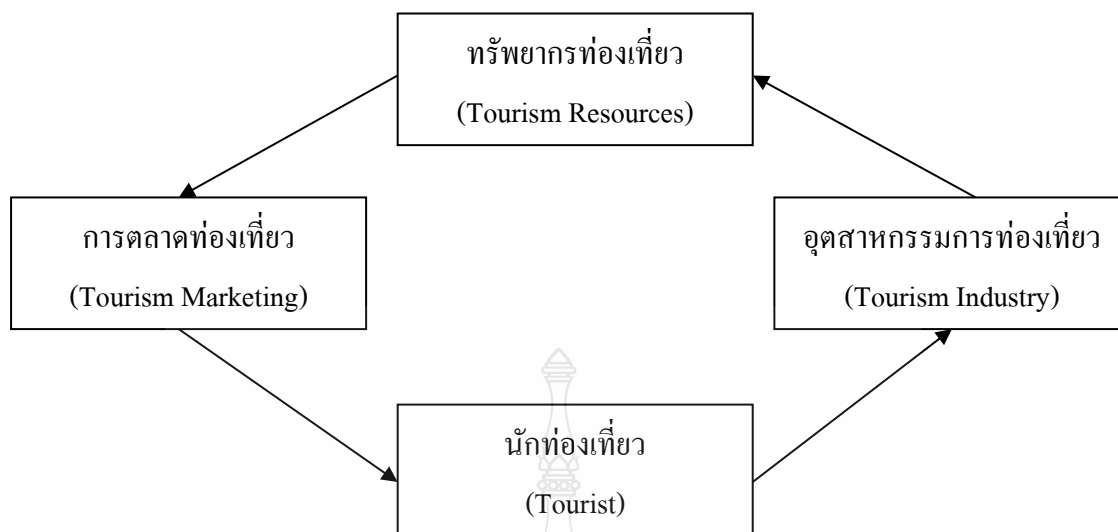 ทรัพยากรท่องเที่ยว
(Tourism Resources)
การตลาดท่องเที่ยว
(Tourism Marketing)
อุตสาหกรรมการท่องเที่ยว
(Tourism Industry)
นักท่องเที่ยว
(Tourist)